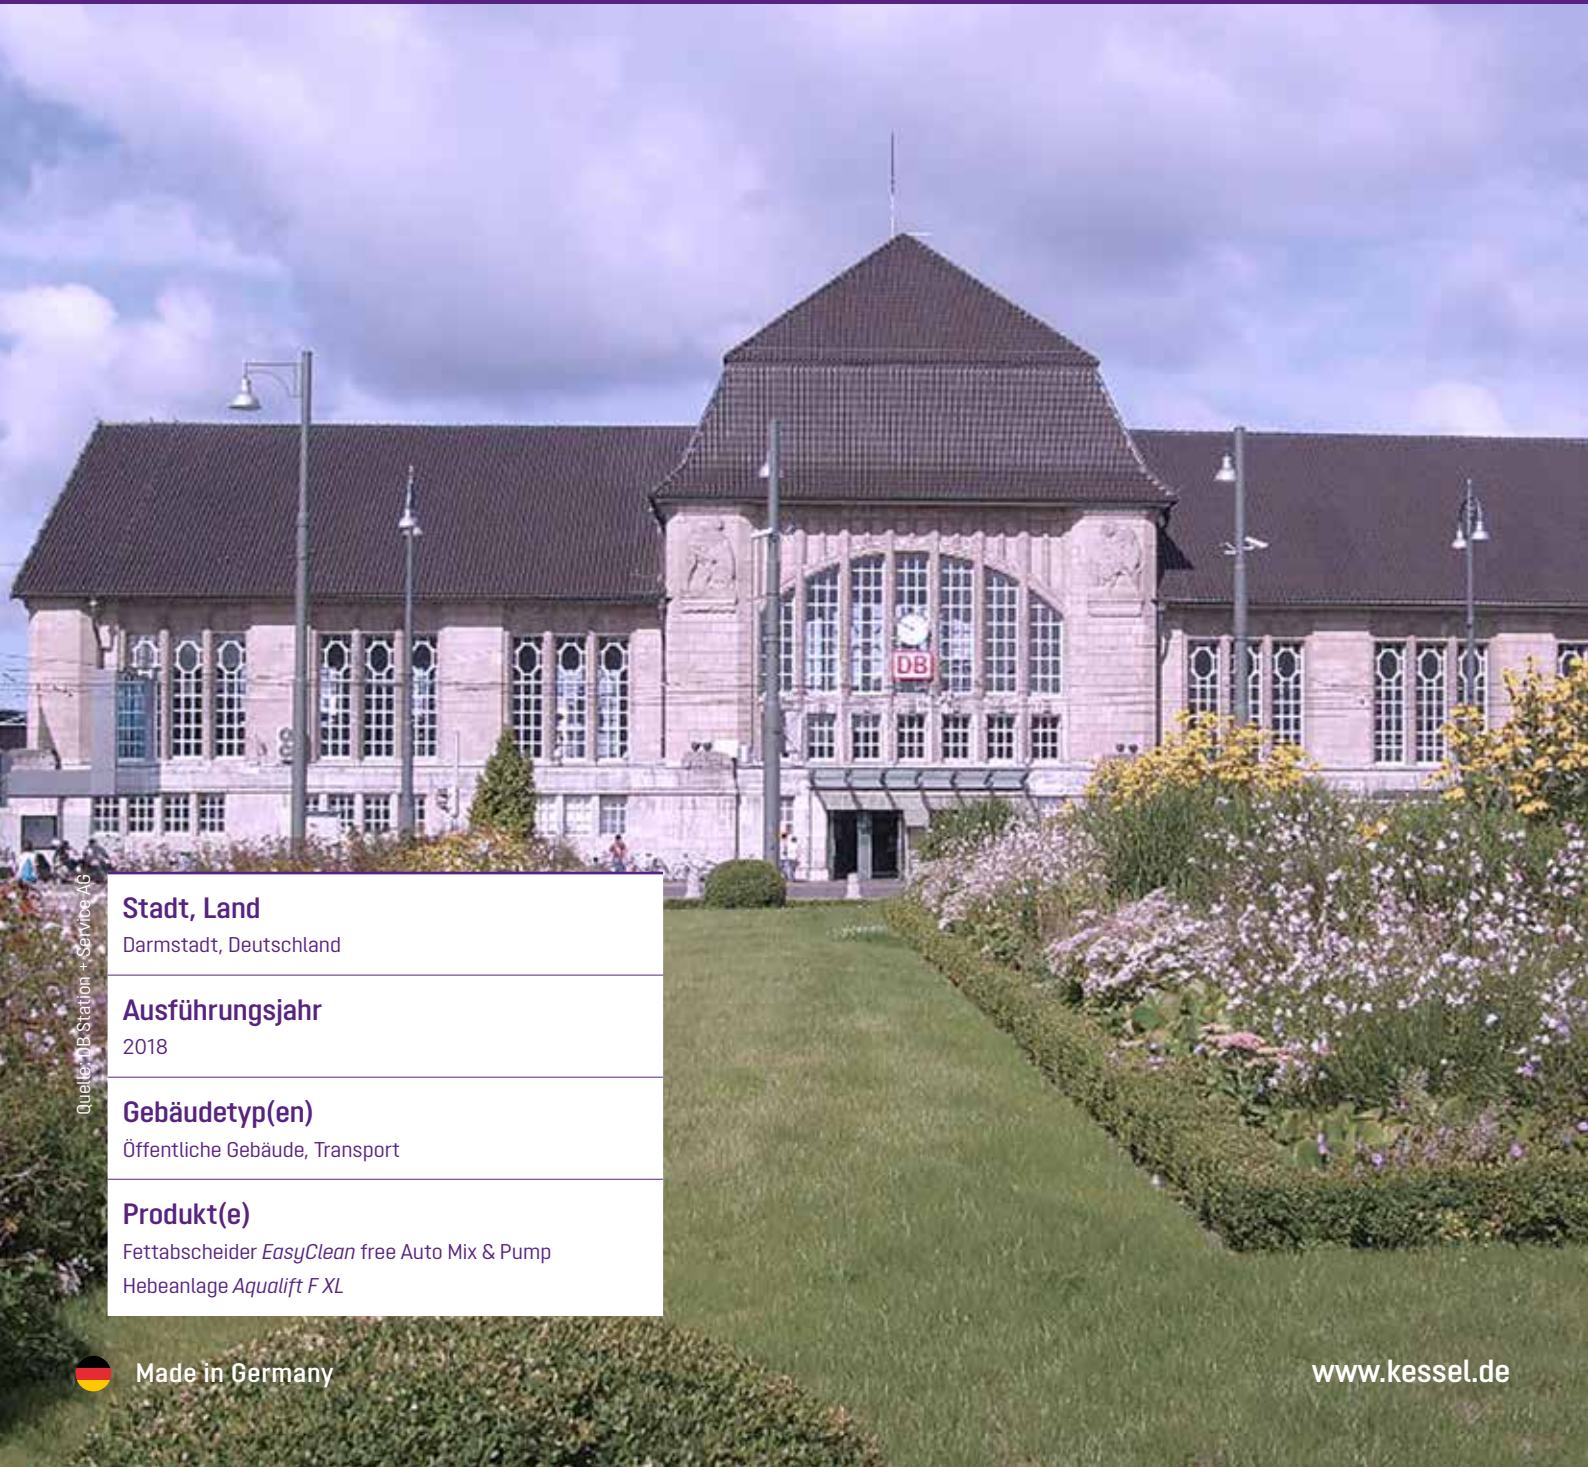 DB
Quelle: DB Station + Service AG
Stadt, Land
Darmstadt, Deutschland
Ausführungsjahr
2018
Gebäudetyp(en)
Öffentliche Gebäude, Transport
Produkt(e)
Fettabscheider EasyClean free Auto Mix & Pump
Hebeanlage Aqualift F XL
Made in Germany
www.kessel.de